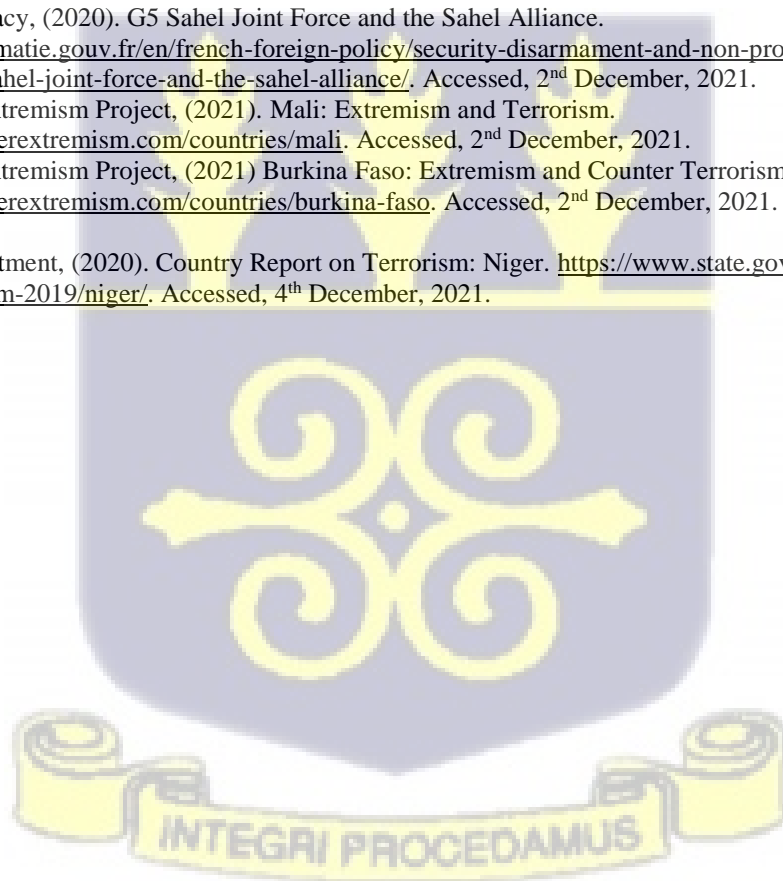 acy, (2020). G5 Sahel Joint Force and the Sahel Alliance.
matie.gouv.fr/en/french-foreign-policy/security-disarmament-and-non-pro
hel-joint-force-and-the-sahel-alliance/. Accessed, 2nd December, 2021.
xtremism Project, (2021). Mali: Extremism and Terrorism.
erextremism.com/countries/mali. Accessed, 2nd December, 2021.
xtremism Project, (2021) Burkina Faso: Extremism and Counter Terrorism
erextremism.com/countries/burkina-faso. Accessed, 2nd December, 2021.
tment, (2020). Country Report on Terrorism: Niger. https://www.state.gov
m-2019/niger/. Accessed, 4th December, 2021.
INTEGRI PROCEDAMUS